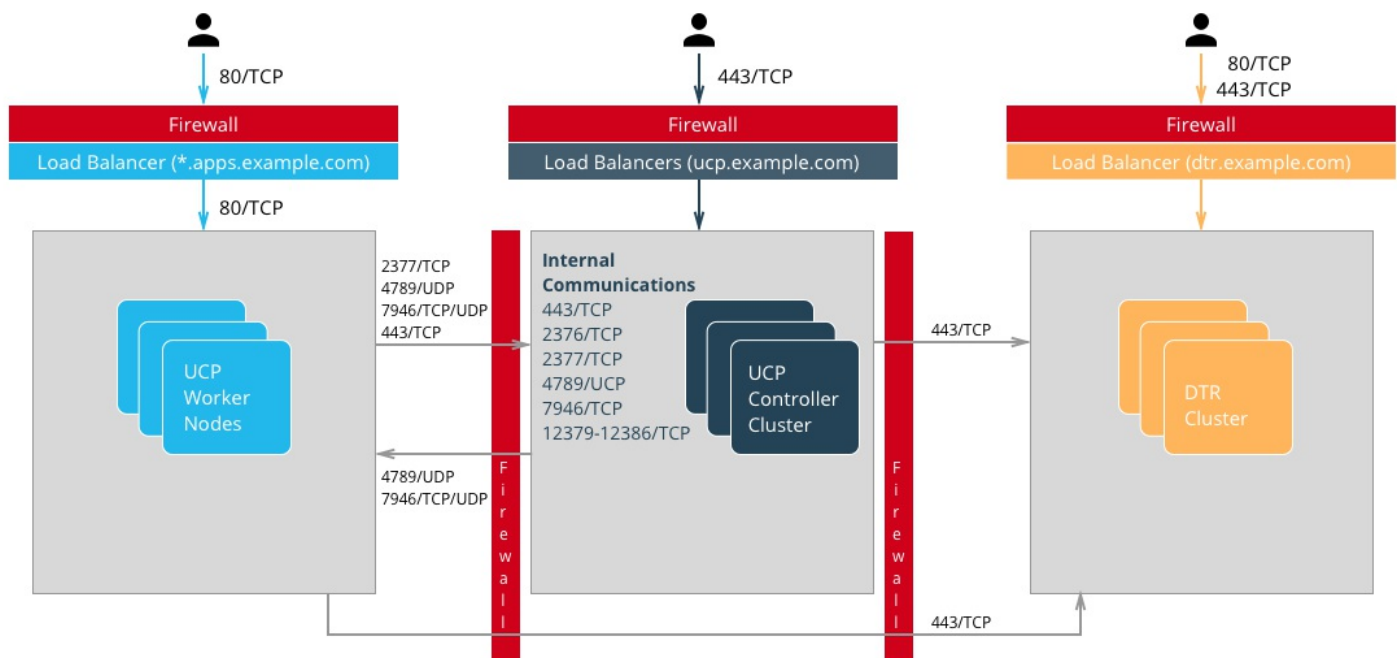 80/TCP
443/TCP
80/TCP
443/TCP
Firewall
Firewall
Firewall
Load Balancer (*.apps.example.com)
Load Balancers (ucp.example.com)
Load Balancer (dtr.example.com)
80/TCP
2377/TCP
4789/UDP
7946/TCP/UDP
443/TCP
UCP
Worker
Nodes
4789/UDP
7946/TCP/UDP
Firewall
Internal
Communications
443/TCP
2376/TCP
2377/TCP
4789/UCP
7946/TCP
12379-12386/TCP
UCP
Controller
Cluster
Firewall
443/TCP
DTR
Cluster
443/TCP